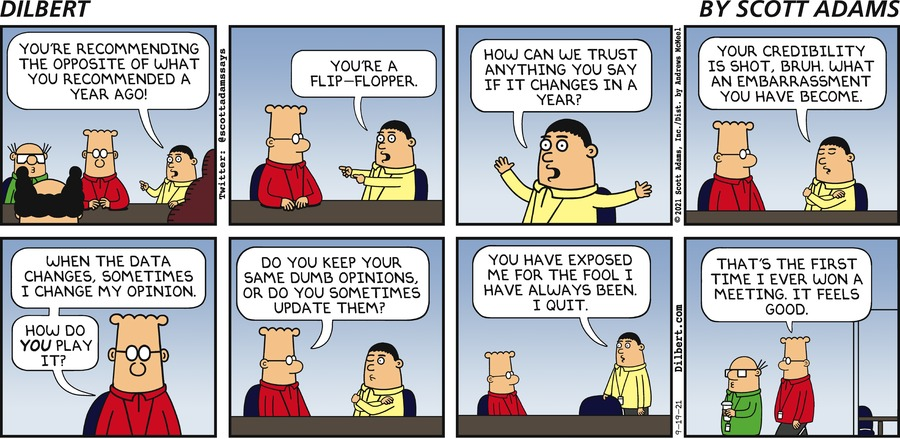 DILBERT
BY SCOTT ADAMS
YOU'RE RECOMMENDING
THE OPPOSITE OF WHAT
YOU RECOMMENDED A
YEAR AGO!
Twitter: @scottadamssays
YOU'RE A
FLIP-FLOPPER.
HOW CAN WE TRUST
ANYTHING YOU SAY
IF IT CHANGES IN A
YEAR?
© 2021 Scott Adams, Inc./Dist. by Andrews McMeel
YOUR CREDIBILITY
IS SHOT, BRUH. WHAT
AN EMBARRASSMENT
YOU HAVE BECOME.
WHEN THE DATA
CHANGES, SOMETIMES
I CHANGE MY OPINION.
HOW DO
YOU PLAY
IT?
DO YOU KEEP YOUR
SAME DUMB OPINIONS,
OR DO YOU SOMETIMES
UPDATE THEM?
YOU HAVE EXPOSED
ME FOR THE FOOL I
HAVE ALWAYS BEEN.
I QUIT.
9-19-21 Dilbert.com
THAT'S THE FIRST
TIME I EVER WON A
MEETING. IT FEELS
GOOD.